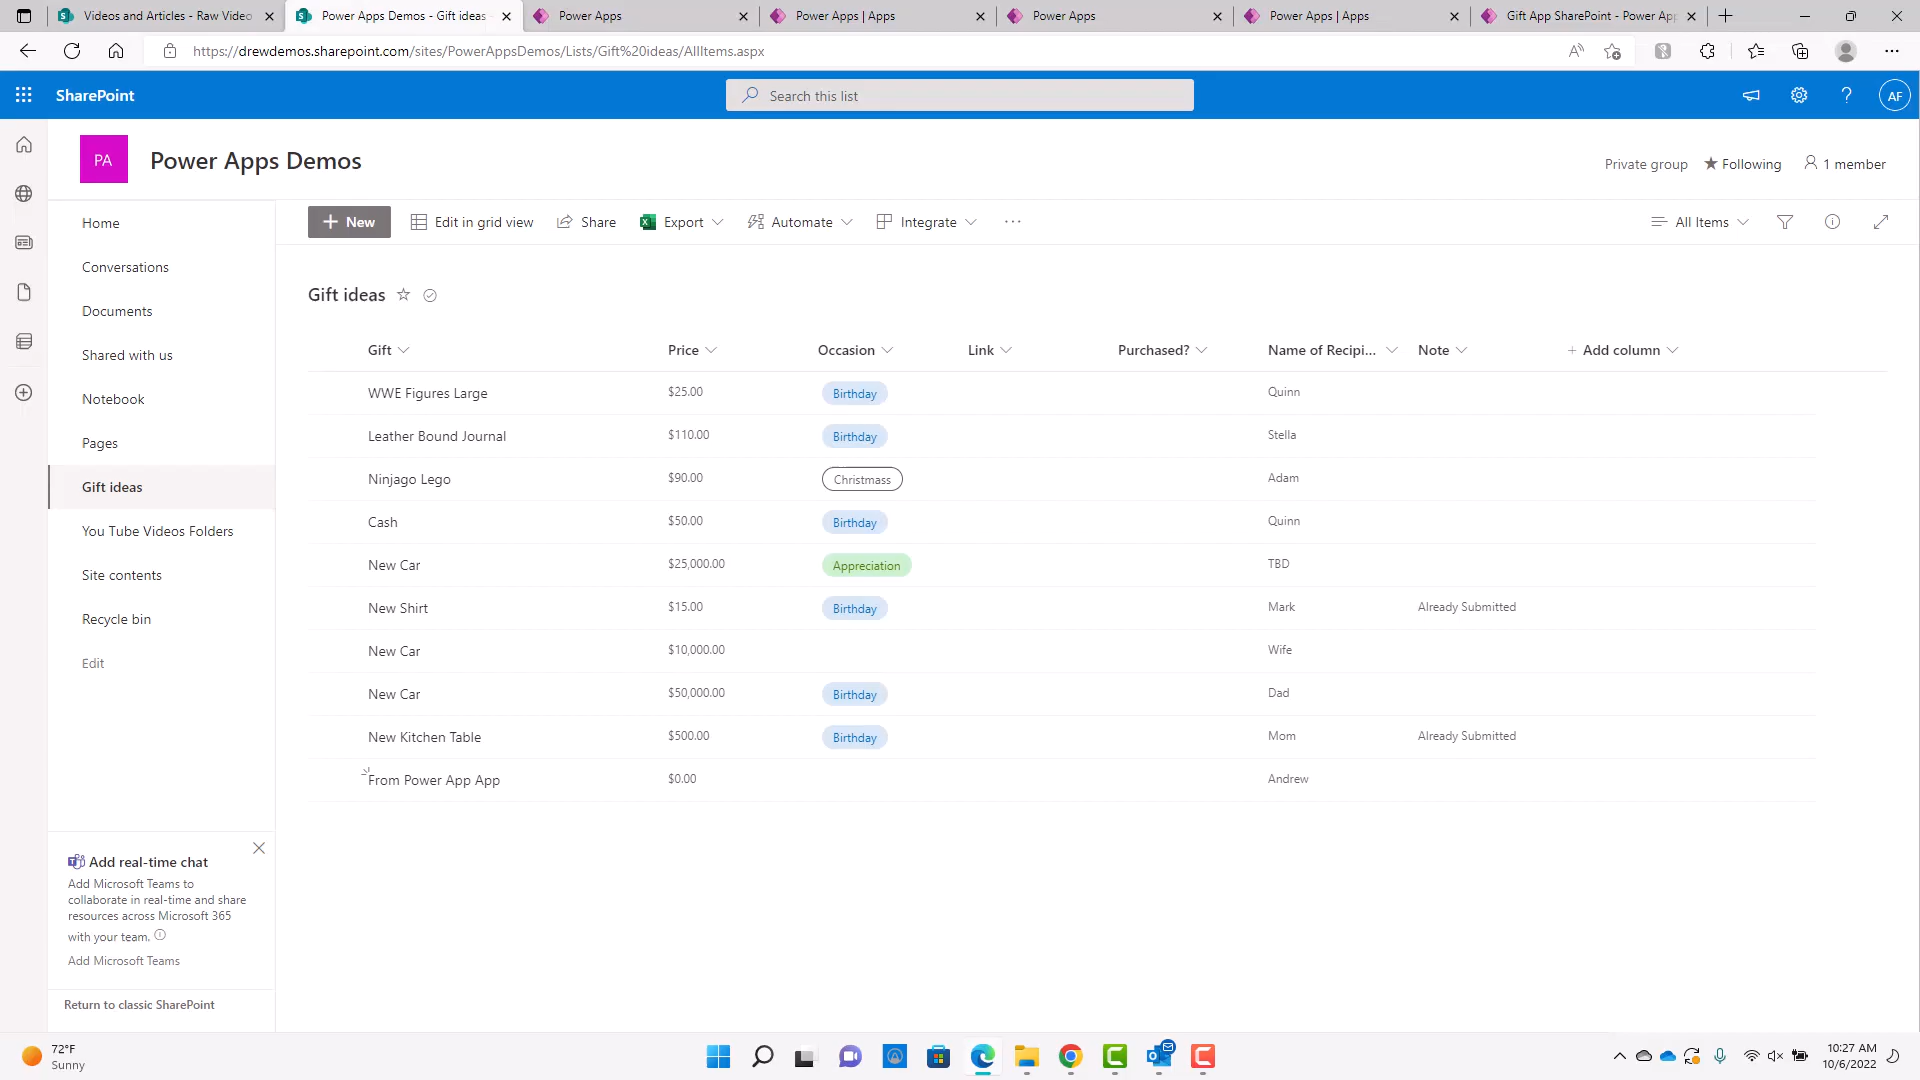 Videos and Articles - Raw Video
Power Apps Demos - Gift ideas -
Power Apps
Power Apps | Apps
Power Apps
Power Apps | Apps
Gift App SharePoint - Power App
https://drewdemos.sharepoint.com/sites/PowerAppsDemos/Lists/Gift%20ideas/AllItems.aspx
SharePoint
Search this list
AF
PA
Power Apps Demos
Private group
Following
1 member
Home
Conversations
Documents
Shared with us
Notebook
Pages
Gift ideas
You Tube Videos Folders
Site contents
Recycle bin
Edit
New
Edit in grid view
Share
Export
Automate
Integrate
All Items
Gift ideas
Gift Price Occasion Link Purchased? Name of Recipi... Note + Add column
WWE Figures Large $25.00 Birthday Quinn
Leather Bound Journal $110.00 Birthday Stella
Ninjago Lego $90.00 Christmass Adam
Cash $50.00 Birthday Quinn
New Car $25,000.00 Appreciation TBD
New Shirt $15.00 Birthday Mark Already Submitted
New Car $10,000.00 Wife
New Car $50,000.00 Birthday Dad
New Kitchen Table $500.00 Birthday Mom Already Submitted
From Power App App $0.00 Andrew
Add real-time chat
Add Microsoft Teams to
collaborate in real-time and share
resources across Microsoft 365
with your team.
Add Microsoft Teams
Return to classic SharePoint
72°F
Sunny
10:27 AM
10/6/2022